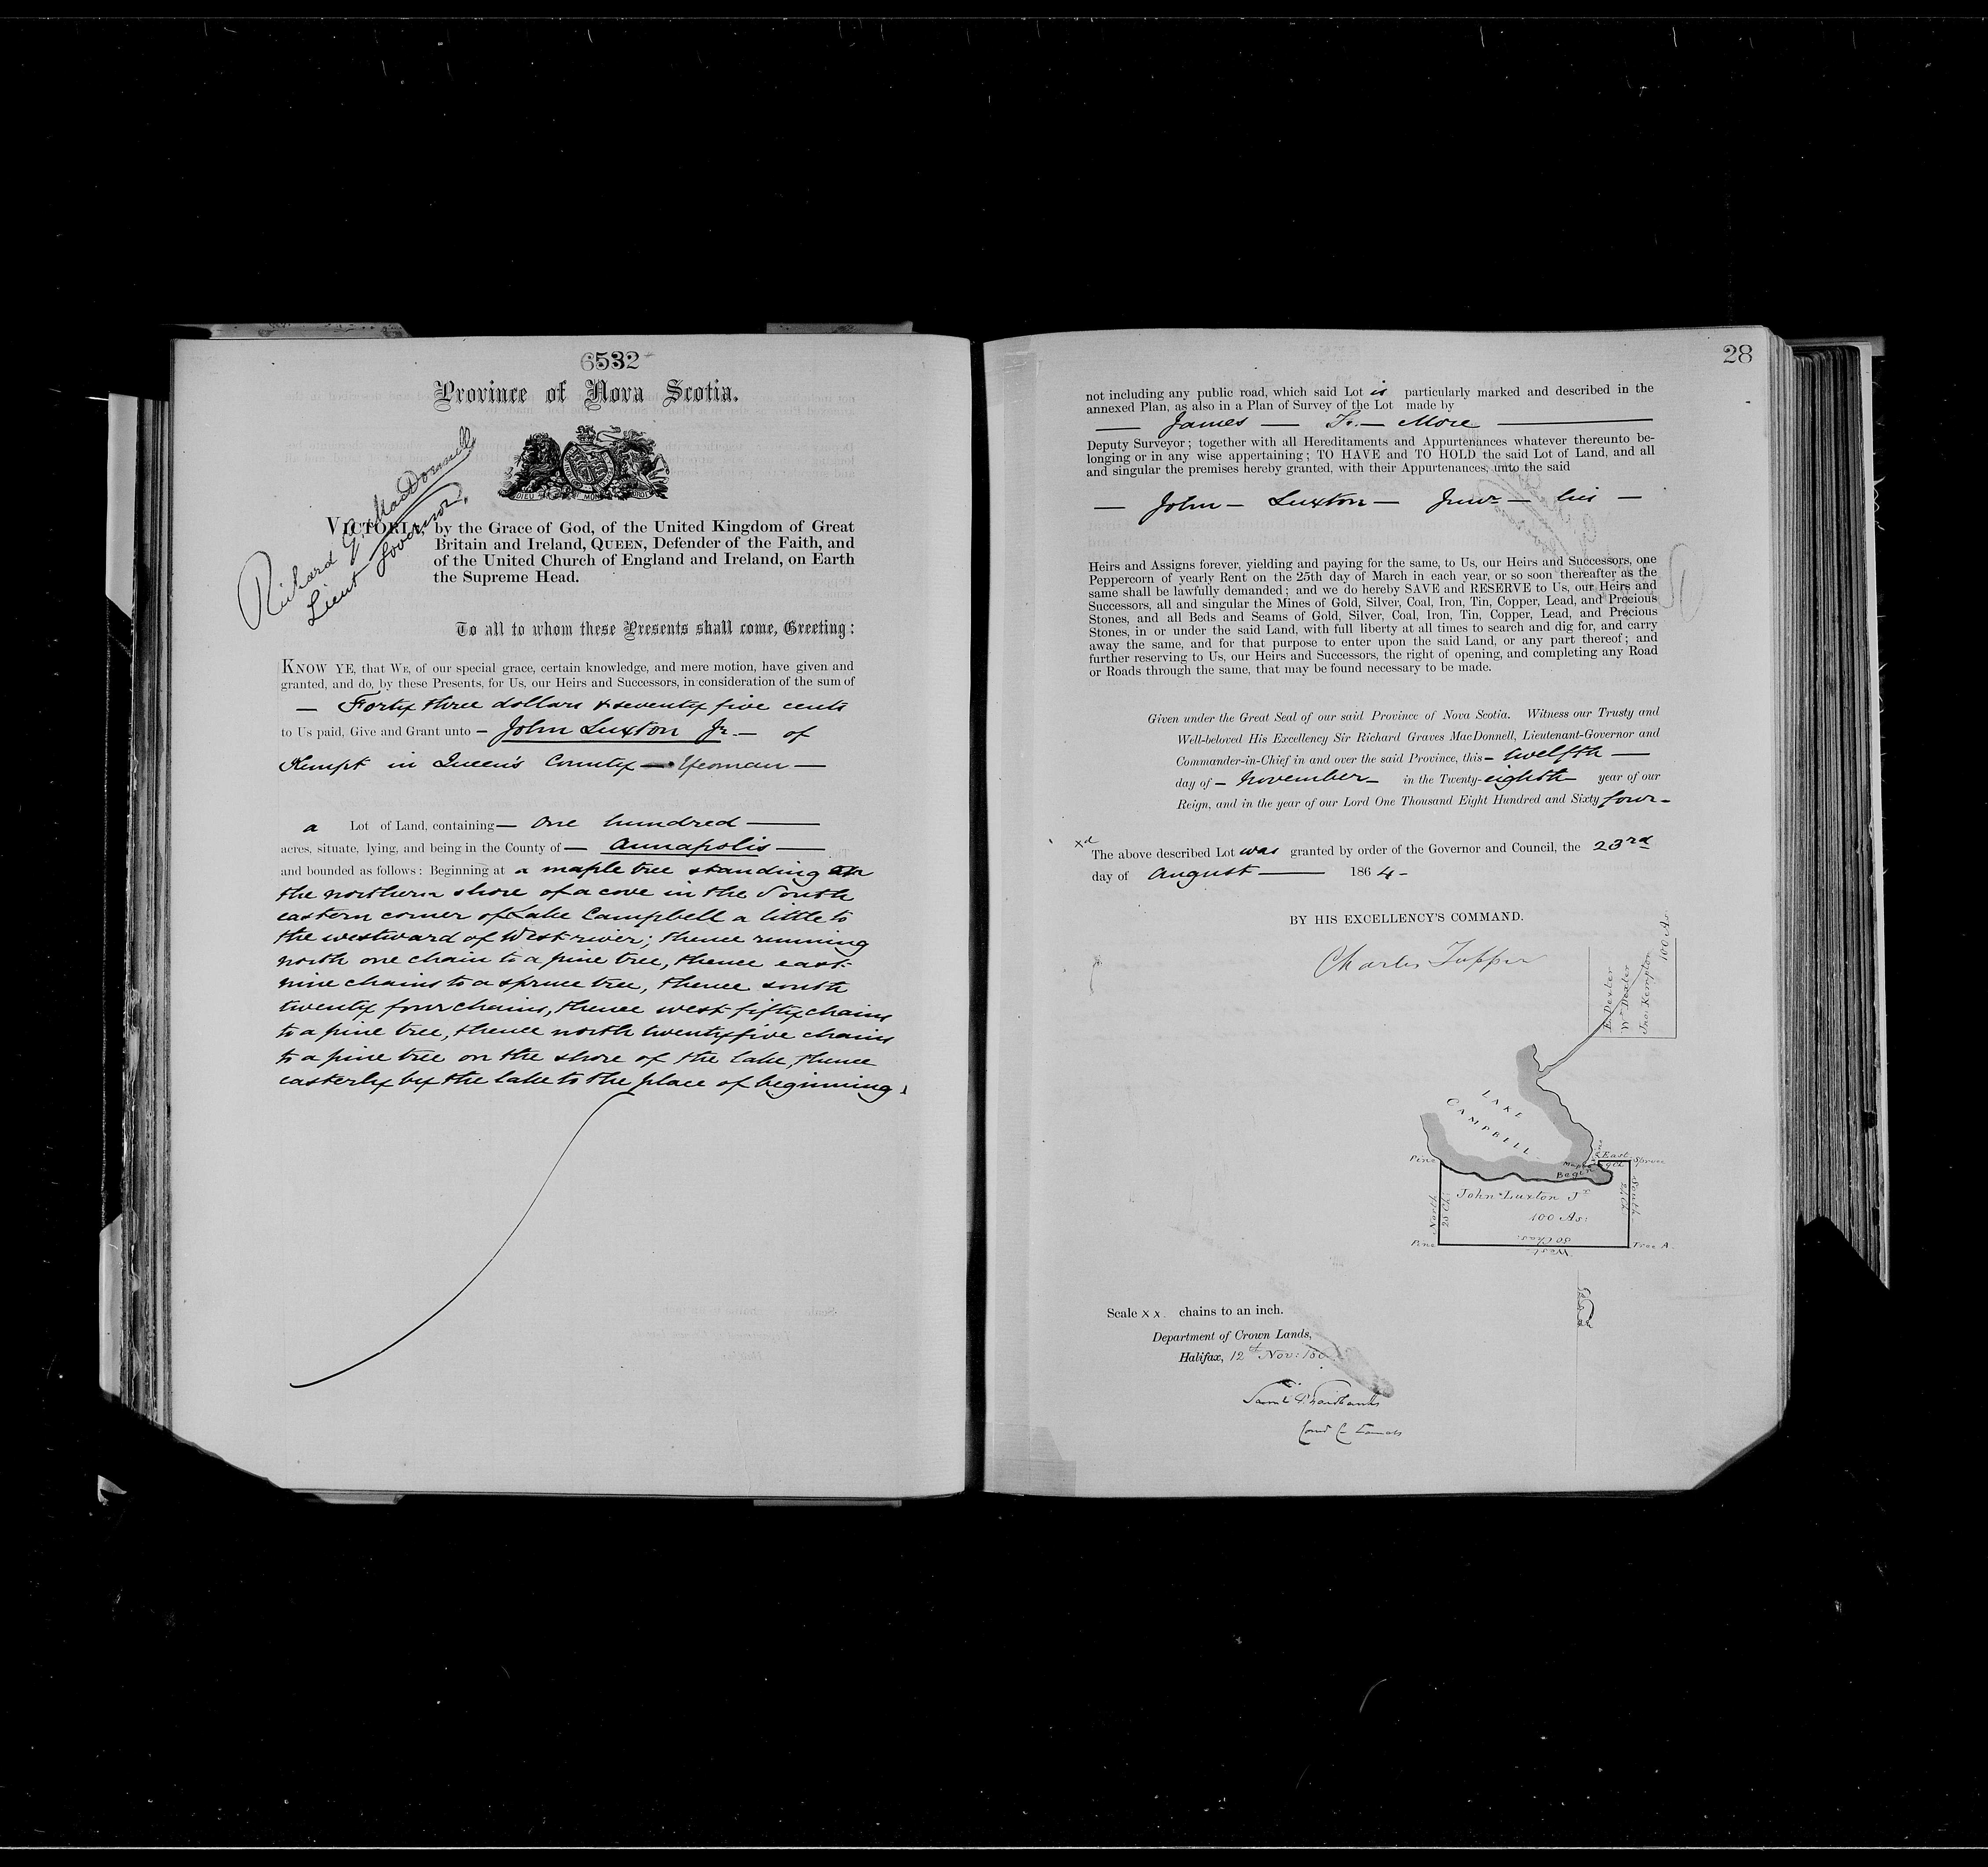 6532
Province of Nova Scotia.
Richard G. MacDonnell
Lieut Governor
VICTORIA, by the Grace of God, of the United Kingdom of Great
Britain and Ireland, QUEEN, Defender of the Faith, and
of the United Church of England and Ireland, on Earth
the Supreme Head.
To all to whom these Presents shall come, Greeting:
KNOW YE, that WE, of our special grace, certain knowledge, and mere motion, have given and
granted, and do, by these Presents, for Us, our Heirs and Successors, in consideration of the sum of
— Forty three dollars & seventy five cents
to Us paid, Give and Grant unto — John Luxton Jr. — of
Kempt in Queen's County — Yeoman —
a Lot of Land, containing — One hundred —
acres, situate, lying, and being in the County of — Annapolis —
and bounded as follows: Beginning at a maple tree standing on
the northern shore of a cove in the South
eastern corner of Lake Campbell a little to
the westward of West river; thence running
north one chain to a pine tree, thence east
nine chains to a spruce tree, thence south
twenty four chains, thence west fifty chains
to a pine tree, thence north twenty five chains
to a pine tree on the shore of the lake, thence
easterly by the lake to the place of beginning.
28
not including any public road, which said Lot is particularly marked and described in the
annexed Plan, as also in a Plan of Survey of the Lot made by
— James — Fr. — More —
Deputy Surveyor; together with all Hereditaments and Appurtenances whatever thereunto be-
longing or in any wise appertaining; TO HAVE and TO HOLD the said Lot of Land, and all
and singular the premises hereby granted, with their Appurtenances, unto the said
— John — Luxton — Junr — his —
Heirs and Assigns forever, yielding and paying for the same, to Us, our Heirs and Successors, one
Peppercorn of yearly Rent on the 25th day of March in each year, or so soon thereafter as the
same shall be lawfully demanded; and we do hereby SAVE and RESERVE to Us, our Heirs and
Successors, all and singular the Mines of Gold, Silver, Coal, Iron, Tin, Copper, Lead, and Precious
Stones, and all Beds and Seams of Gold, Silver, Coal, Iron, Tin, Copper, Lead, and Precious
Stones, in or under the said Land, with full liberty at all times to search and dig for, and carry
away the same, and for that purpose to enter upon the said Land, or any part thereof; and
further reserving to Us, our Heirs and Successors, the right of opening, and completing any Road
or Roads through the same, that may be found necessary to be made.
Given under the Great Seal of our said Province of Nova Scotia. Witness our Trusty and
Well-beloved His Excellency Sir Richard Graves MacDonnell, Lieutenant-Governor and
Commander-in-Chief in and over the said Province, this — twelfth —
day of — November — in the Twenty-eighth year of our
Reign, and in the year of our Lord One Thousand Eight Hundred and Sixty four —
xd
The above described Lot was granted by order of the Governor and Council, the 23rd
day of August — 1864 —
BY HIS EXCELLENCY'S COMMAND.
Charles Tupper
E. Dexter
Wm Dexter
Jno: Kempton
100 As.
LAKE
CAMPBELL
Pine
Maple
Begin
East
9 Ch
Spruce
John Luxton Jr
100 As:
North
25 Ch:
South
24 Ch
50 Chns:
West
Pine
Tree A.
Scale xx chains to an inch.
Department of Crown Lands,
Halifax, 12th Nov: